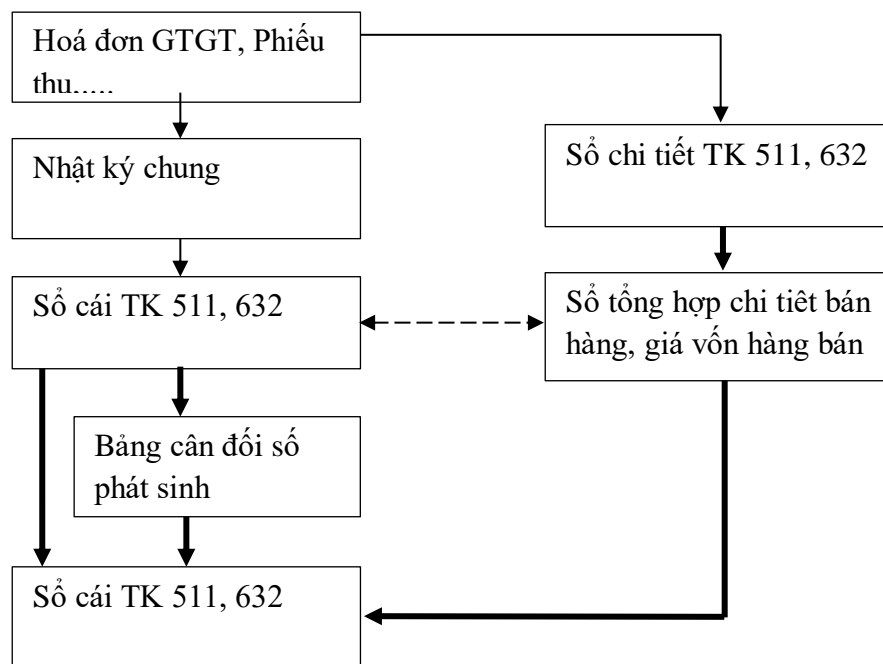 Hoá đơn GTGT, Phiếu
thu,....
Nhật ký chung
Sổ chi tiết TK 511, 632
Sổ cái TK 511, 632
Sổ tổng hợp chi tiêt bán
hàng, giá vốn hàng bán
Bảng cân đối số
phát sinh
Sổ cái TK 511, 632